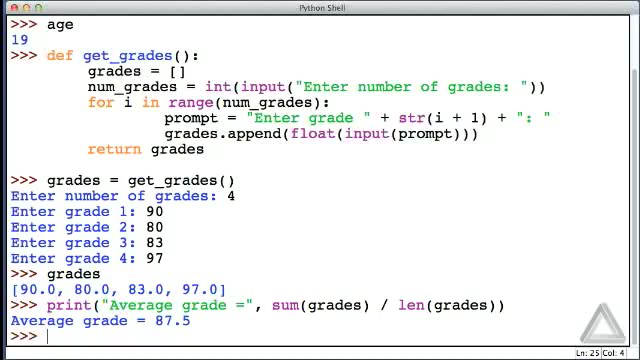 Python Shell
>>> age
19
>>> def get_grades():
        grades = []
        num_grades = int(input("Enter number of grades: "))
        for i in range(num_grades):
                prompt = "Enter grade " + str(i + 1) + ": "
                grades.append(float(input(prompt)))
        return grades
>>> grades = get_grades()
Enter number of grades: 4
Enter grade 1: 90
Enter grade 2: 80
Enter grade 3: 83
Enter grade 4: 97
>>> grades
[90.0, 80.0, 83.0, 97.0]
>>> print("Average grade =", sum(grades) / len(grades))
Average grade = 87.5
>>>
Ln: 25 Col: 4